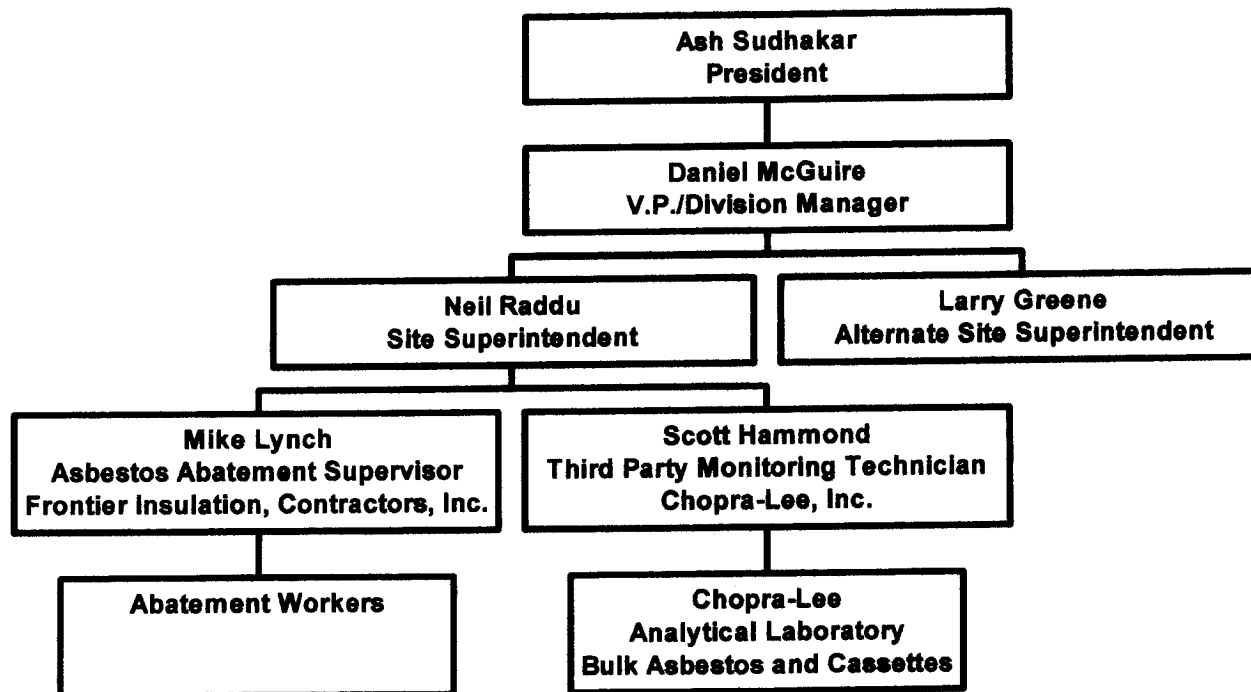 Ash Sudhakar
President
Daniel McGuire
V.P./Division Manager
Neil Raddu
Site Superintendent
Larry Greene
Alternate Site Superintendent
Mike Lynch
Asbestos Abatement Supervisor
Frontier Insulation, Contractors, Inc.
Scott Hammond
Third Party Monitoring Technician
Chopra-Lee, Inc.
Abatement Workers
Chopra-Lee
Analytical Laboratory
Bulk Asbestos and Cassettes